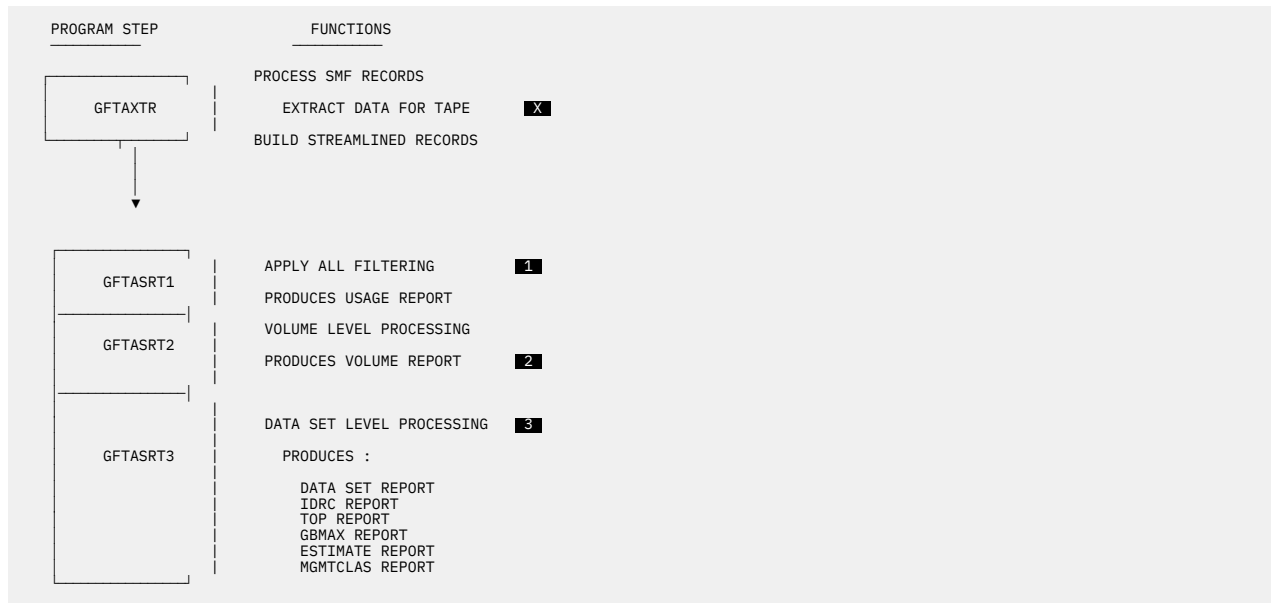 PROGRAM STEP FUNCTIONS
PROCESS SMF RECORDS
GFTAXTR EXTRACT DATA FOR TAPE X
BUILD STREAMLINED RECORDS
APPLY ALL FILTERING 1
GFTASRT1
PRODUCES USAGE REPORT
VOLUME LEVEL PROCESSING
GFTASRT2
PRODUCES VOLUME REPORT 2
DATA SET LEVEL PROCESSING 3
GFTASRT3 PRODUCES :
DATA SET REPORT
IDRC REPORT
TOP REPORT
GBMAX REPORT
ESTIMATE REPORT
MGMTCLAS REPORT